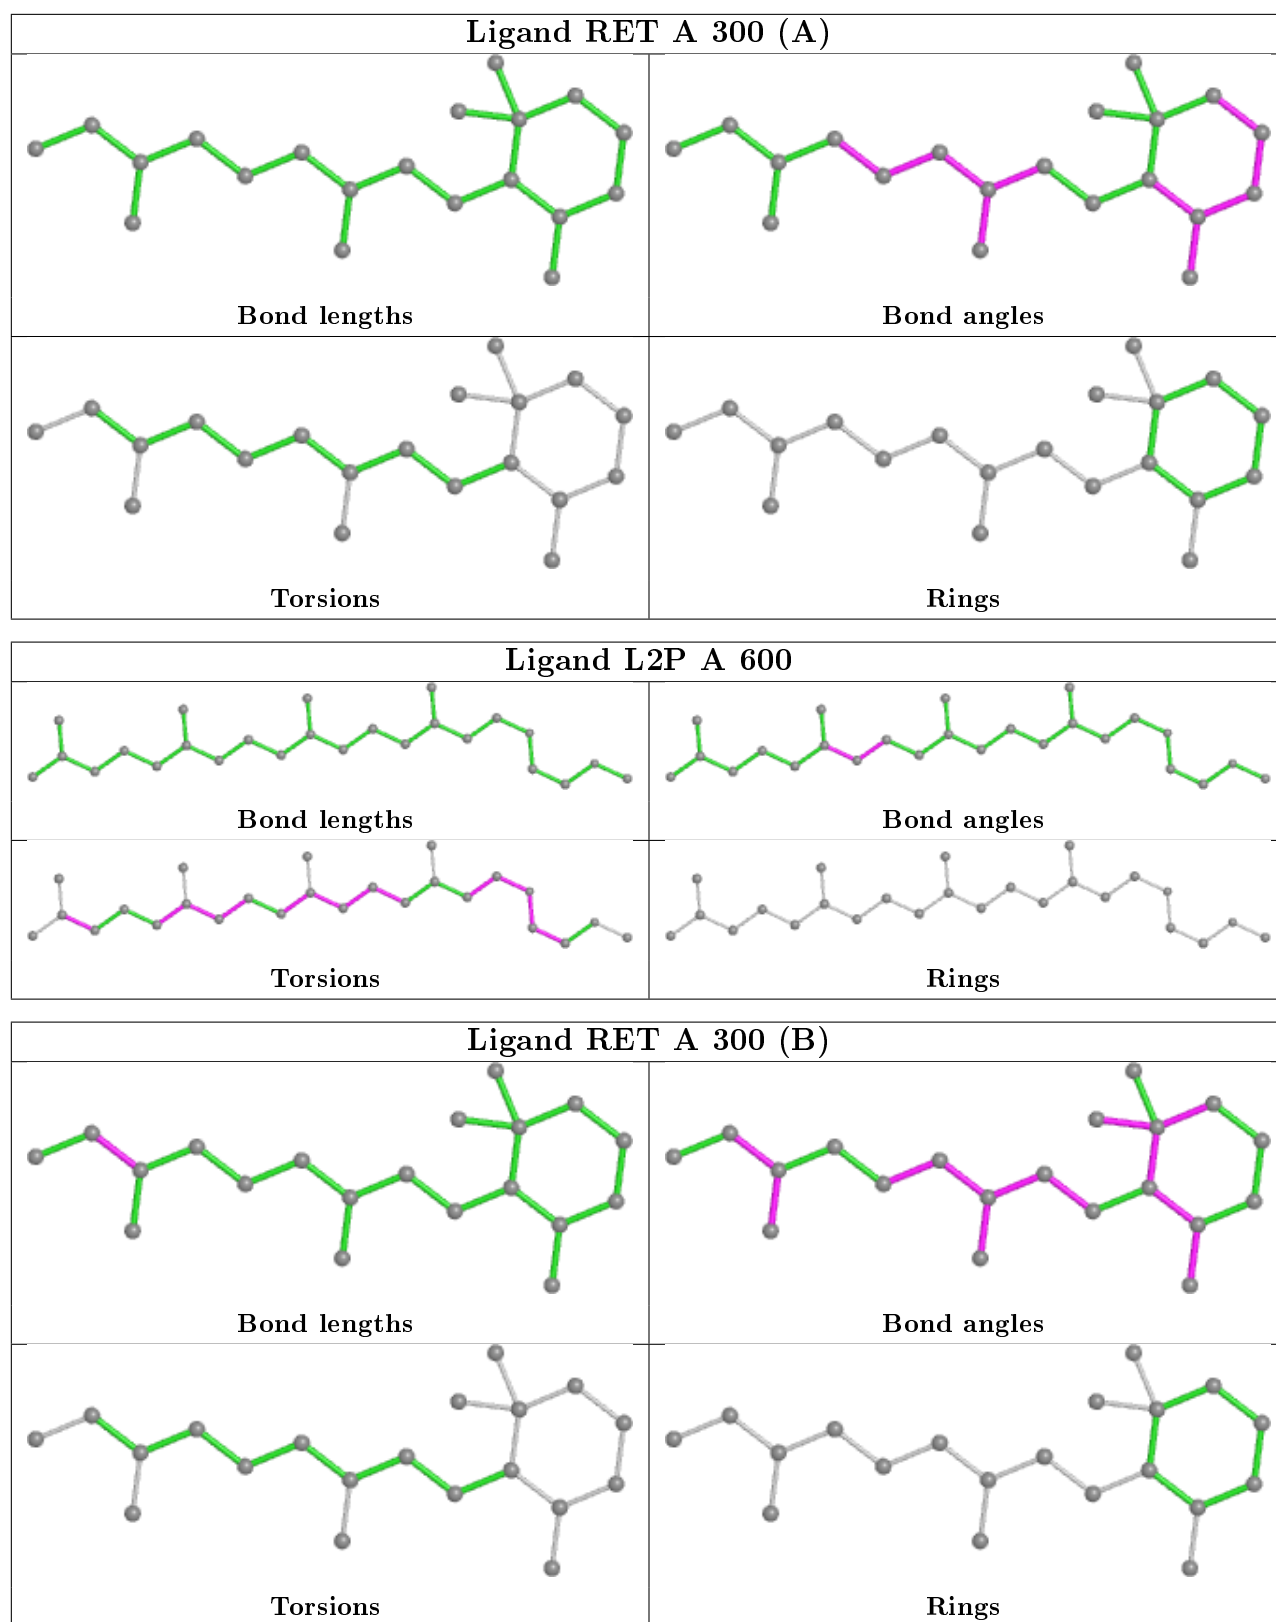 Ligand RET A 300 (A)
Bond lengths
Bond angles
Torsions
Rings
Ligand L2P A 600
Bond lengths
Bond angles
Torsions
Rings
Ligand RET A 300 (B)
Bond lengths
Bond angles
Torsions
Rings